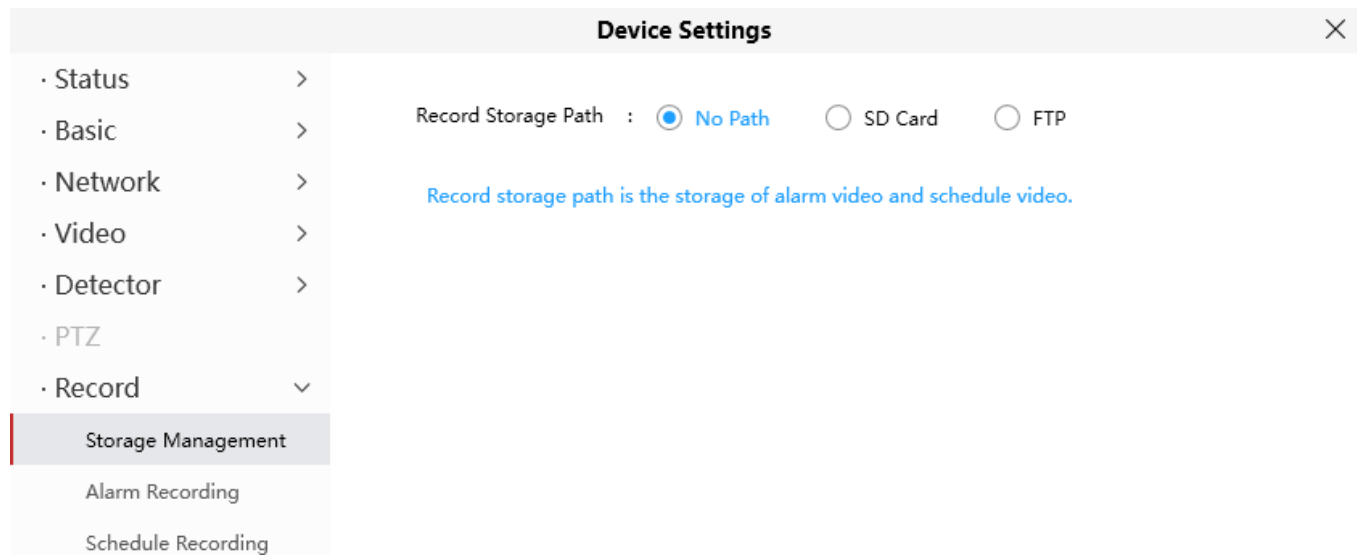 Device Settings
· Status
· Basic
· Network
· Video
· Detector
· PTZ
· Record
Storage Management
Alarm Recording
Schedule Recording
Record Storage Path : No Path SD Card FTP
Record storage path is the storage of alarm video and schedule video.